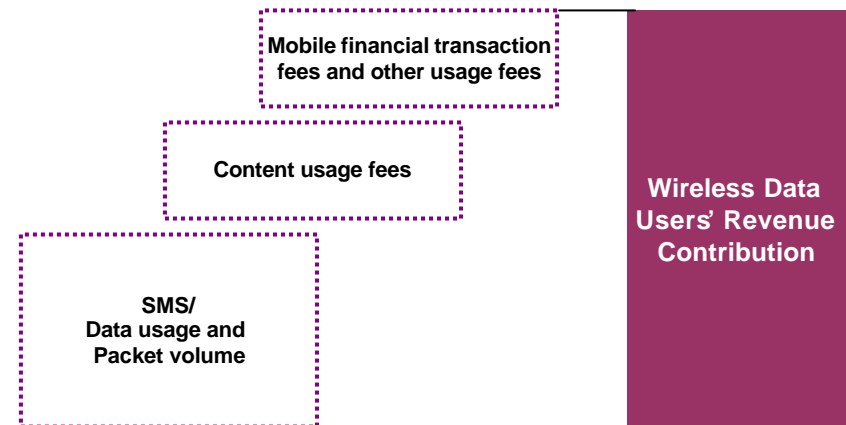 Mobile financial transaction
fees and other usage fees
Content usage fees
SMS/
Data usage and
Packet volume
Wireless Data
Users’ Revenue
Contribution